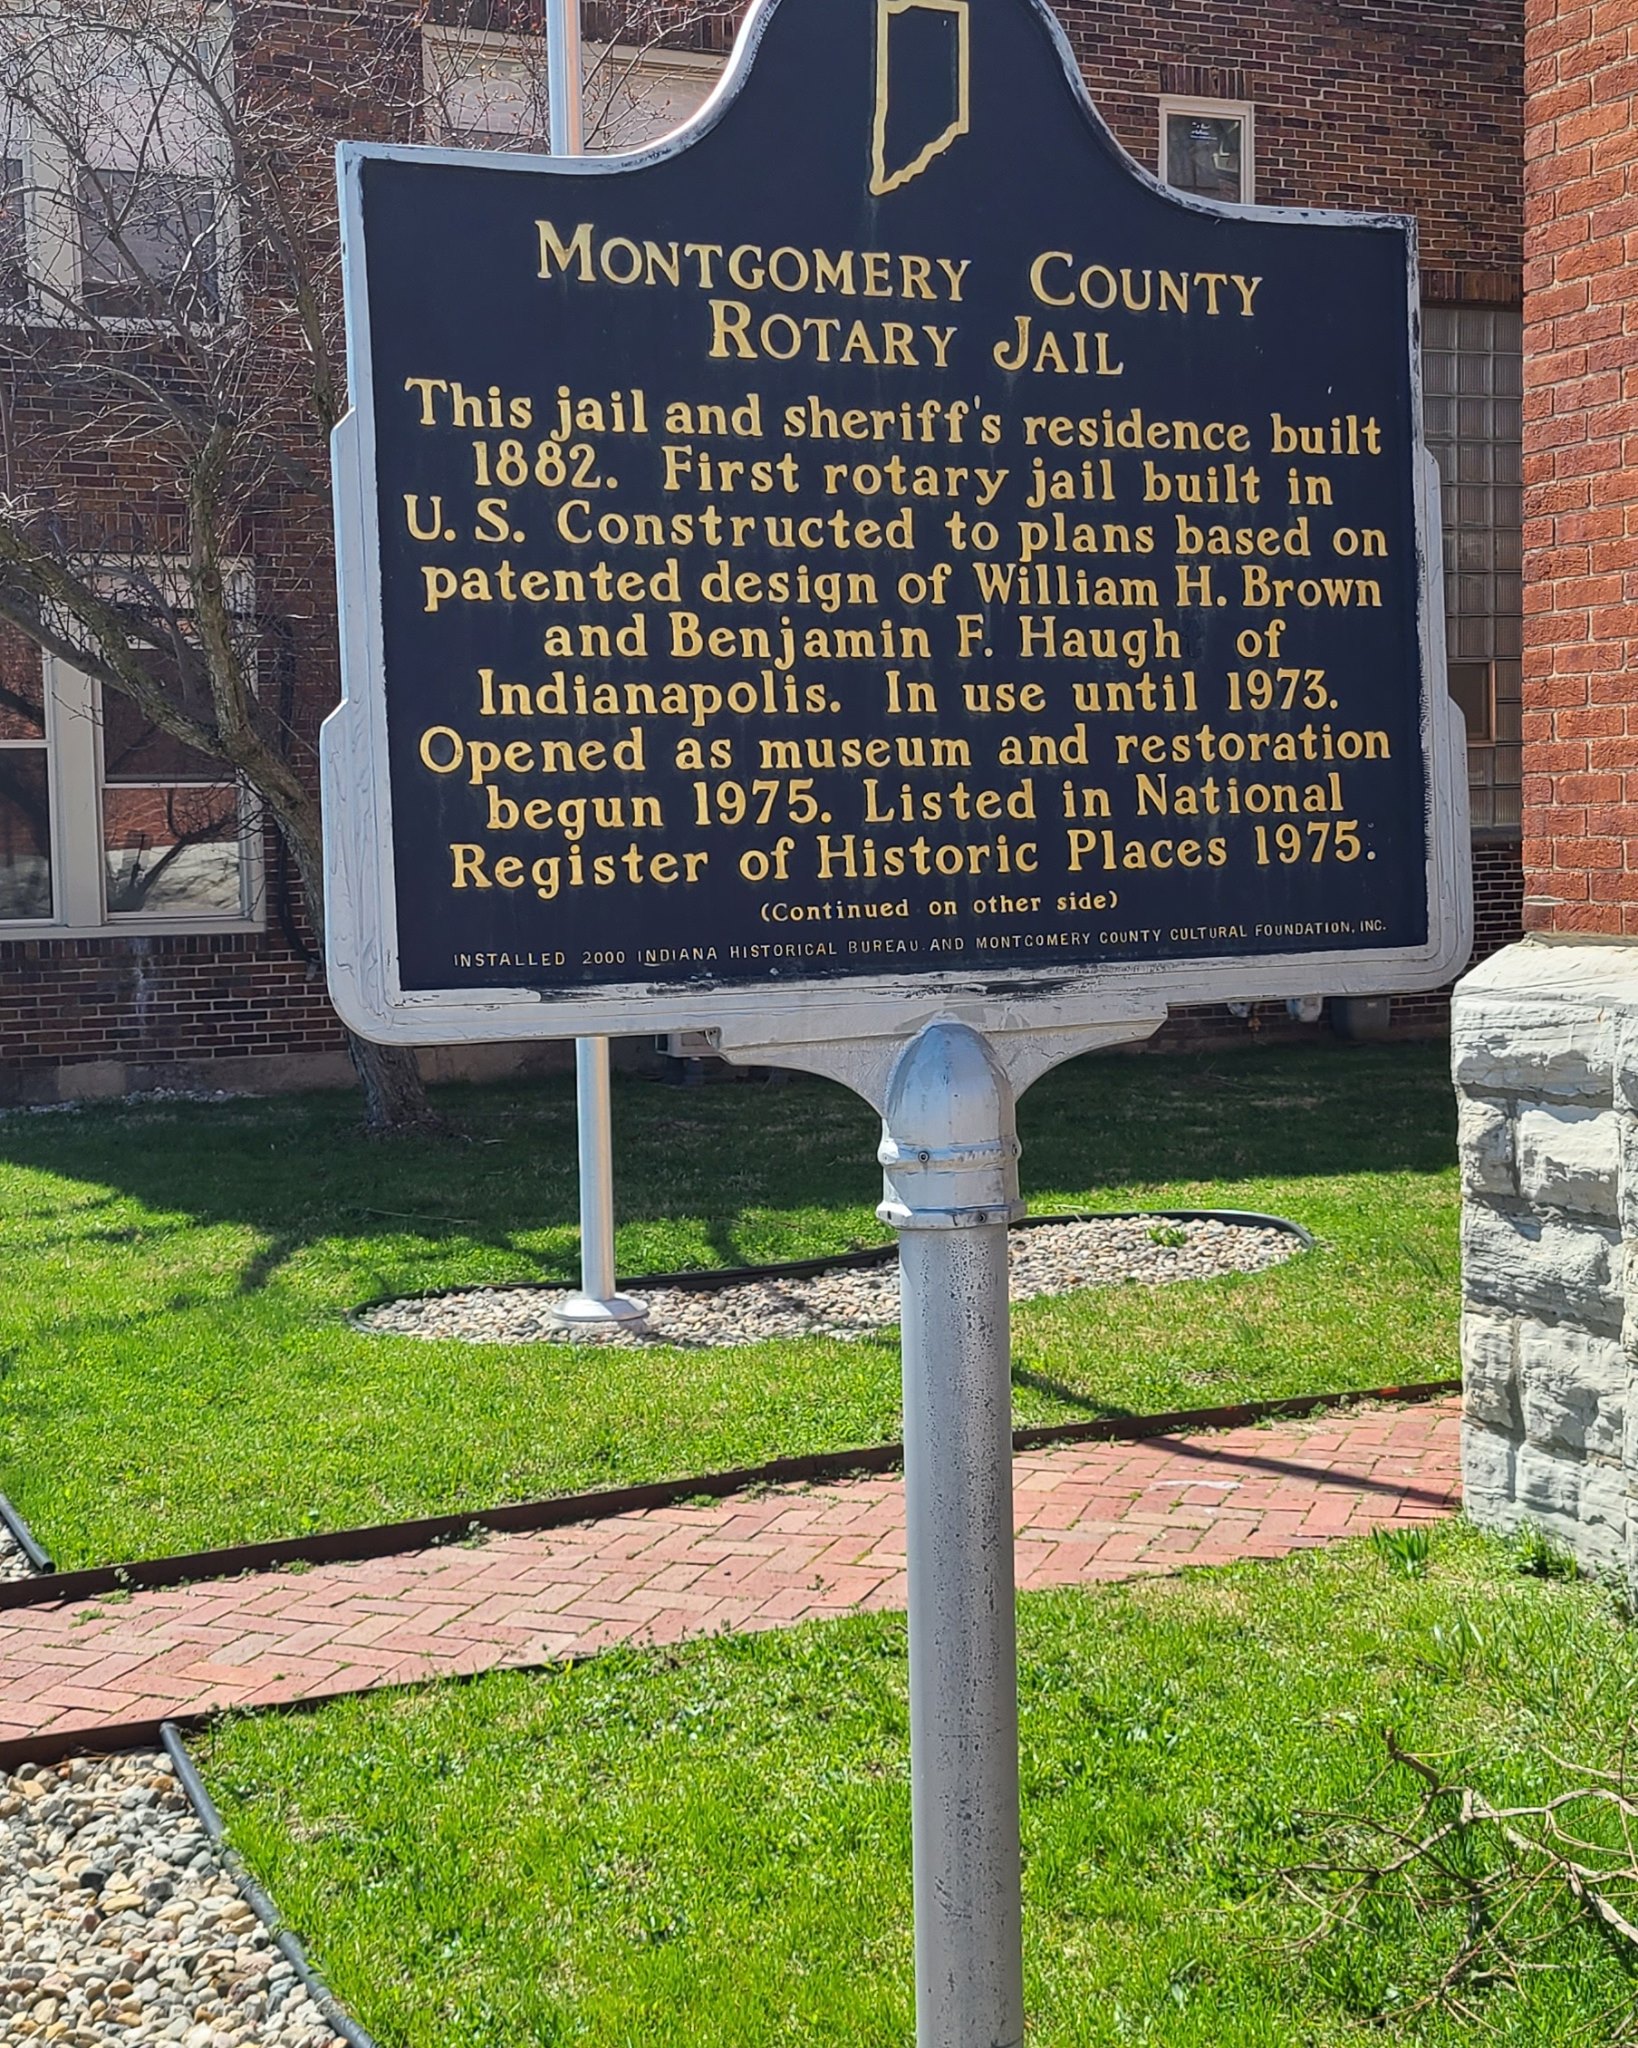 MONTGOMERY COUNTY
ROTARY JAIL
This jail and sheriff's residence built
1882. First rotary jail built in
U. S. Constructed to plans based on
patented design of William H. Brown
and Benjamin F. Haugh of
Indianapolis. In use until 1973.
Opened as museum and restoration
begun 1975. Listed in National
Register of Historic Places 1975.
(Continued on other side)
INSTALLED 2000 INDIANA HISTORICAL BUREAU AND MONTGOMERY COUNTY CULTURAL FOUNDATION, INC.